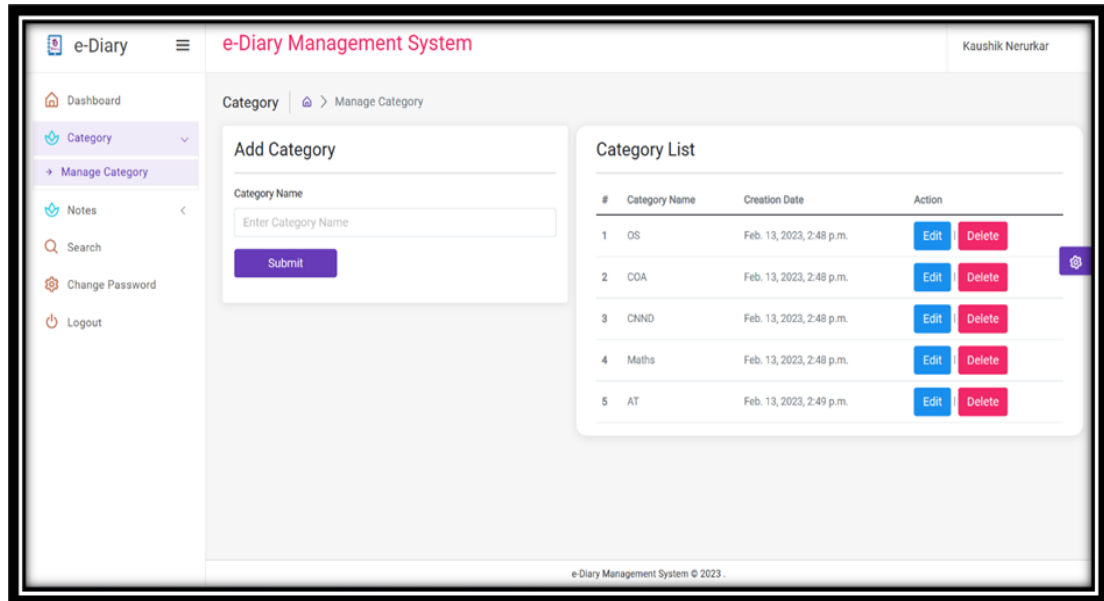 e-Diary
e-Diary Management System
Kaushik Nerurkar
Dashboard
Category
Manage Category
Notes
Search
Change Password
Logout
Category
Manage Category
Add Category
Category Name
Enter Category Name
Submit
Category List
# Category Name Creation Date Action
1 OS Feb. 13, 2023, 2:48 p.m. Edit | Delete
2 COA Feb. 13, 2023, 2:48 p.m. Edit | Delete
3 CNND Feb. 13, 2023, 2:48 p.m. Edit | Delete
4 Maths Feb. 13, 2023, 2:48 p.m. Edit | Delete
5 AT Feb. 13, 2023, 2:49 p.m. Edit | Delete
e-Diary Management System © 2023 .